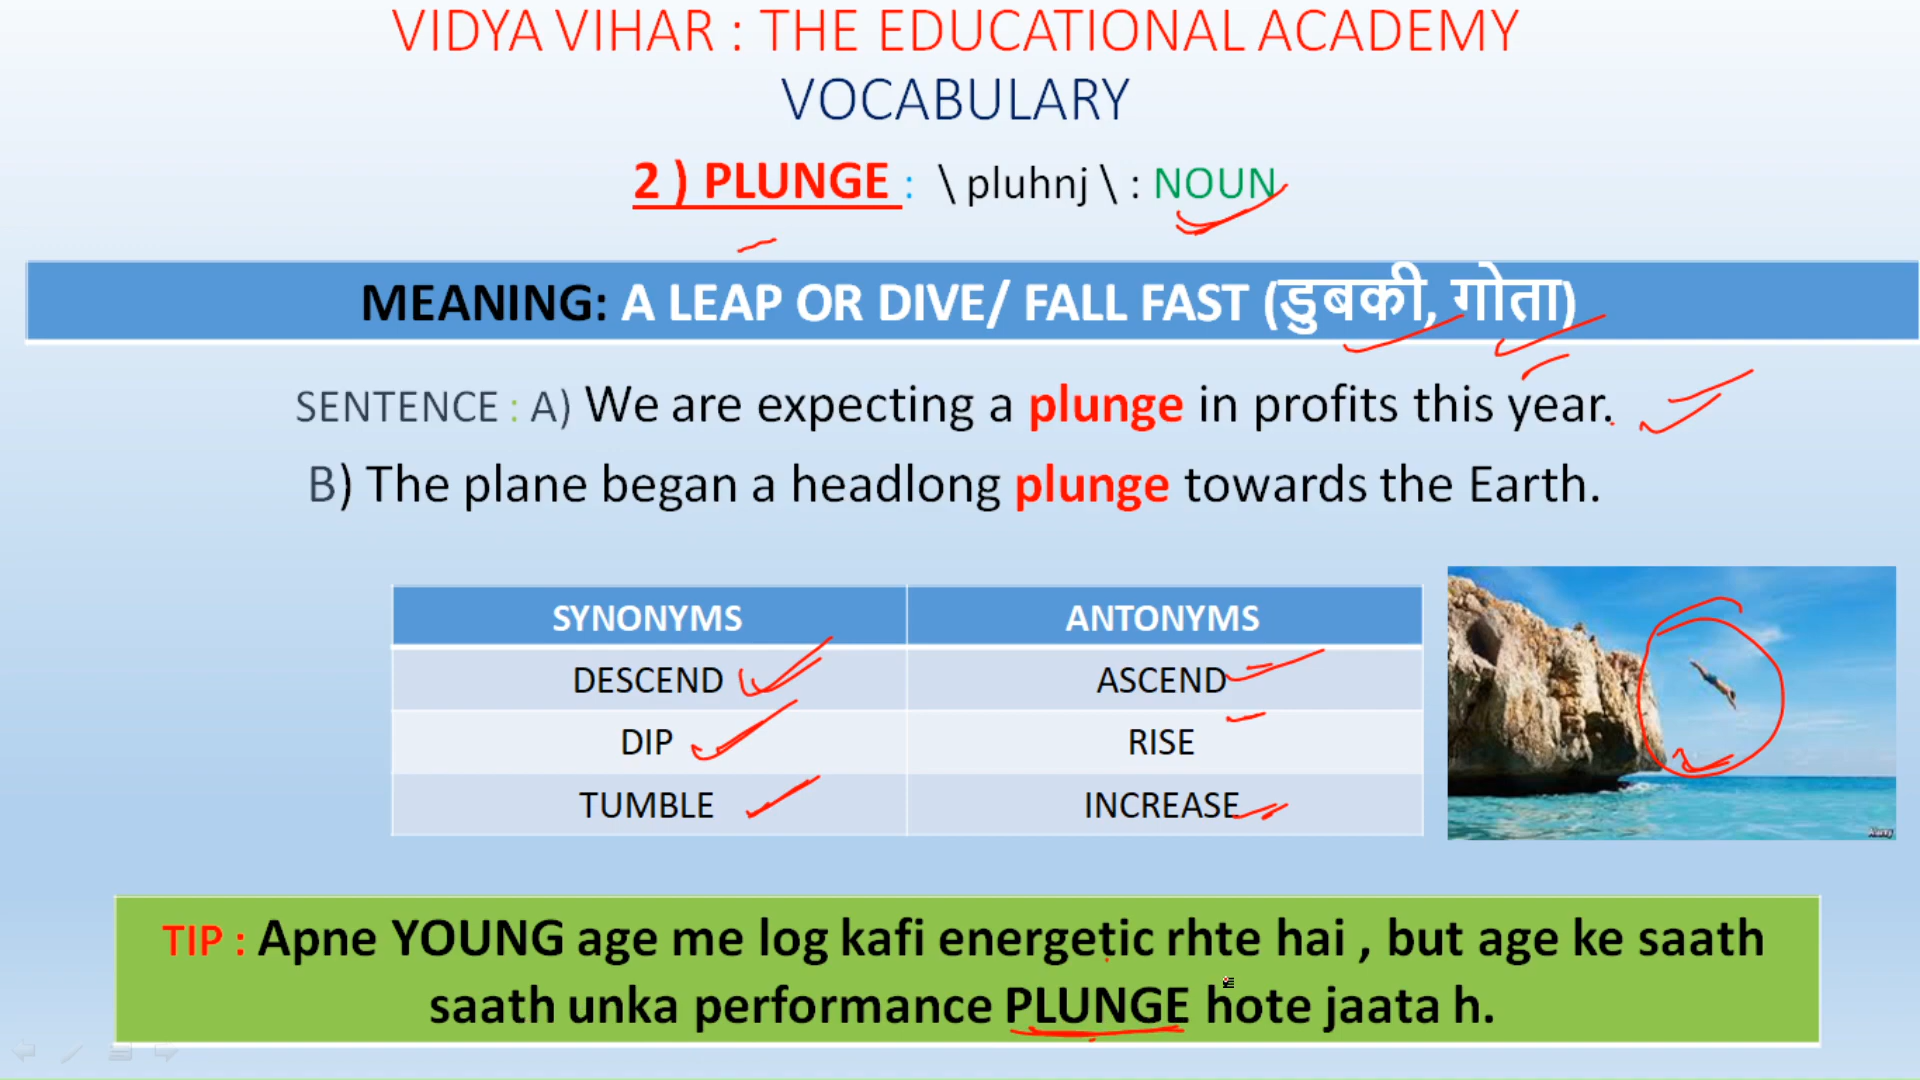 VIDYA VIHAR : THE EDUCATIONAL ACADEMY
VOCABULARY
2 ) PLUNGE : \ pluhnj \ : NOUN
MEANING: A LEAP OR DIVE/ FALL FAST (डुबकी, गोता)
SENTENCE : A) We are expecting a plunge in profits this year.
B) The plane began a headlong plunge towards the Earth.
SYNONYMS ANTONYMS
DESCEND ASCEND
DIP RISE
TUMBLE INCREASE
TIP : Apne YOUNG age me log kafi energetic rhte hai , but age ke saath
saath unka performance PLUNGE hote jaata h.